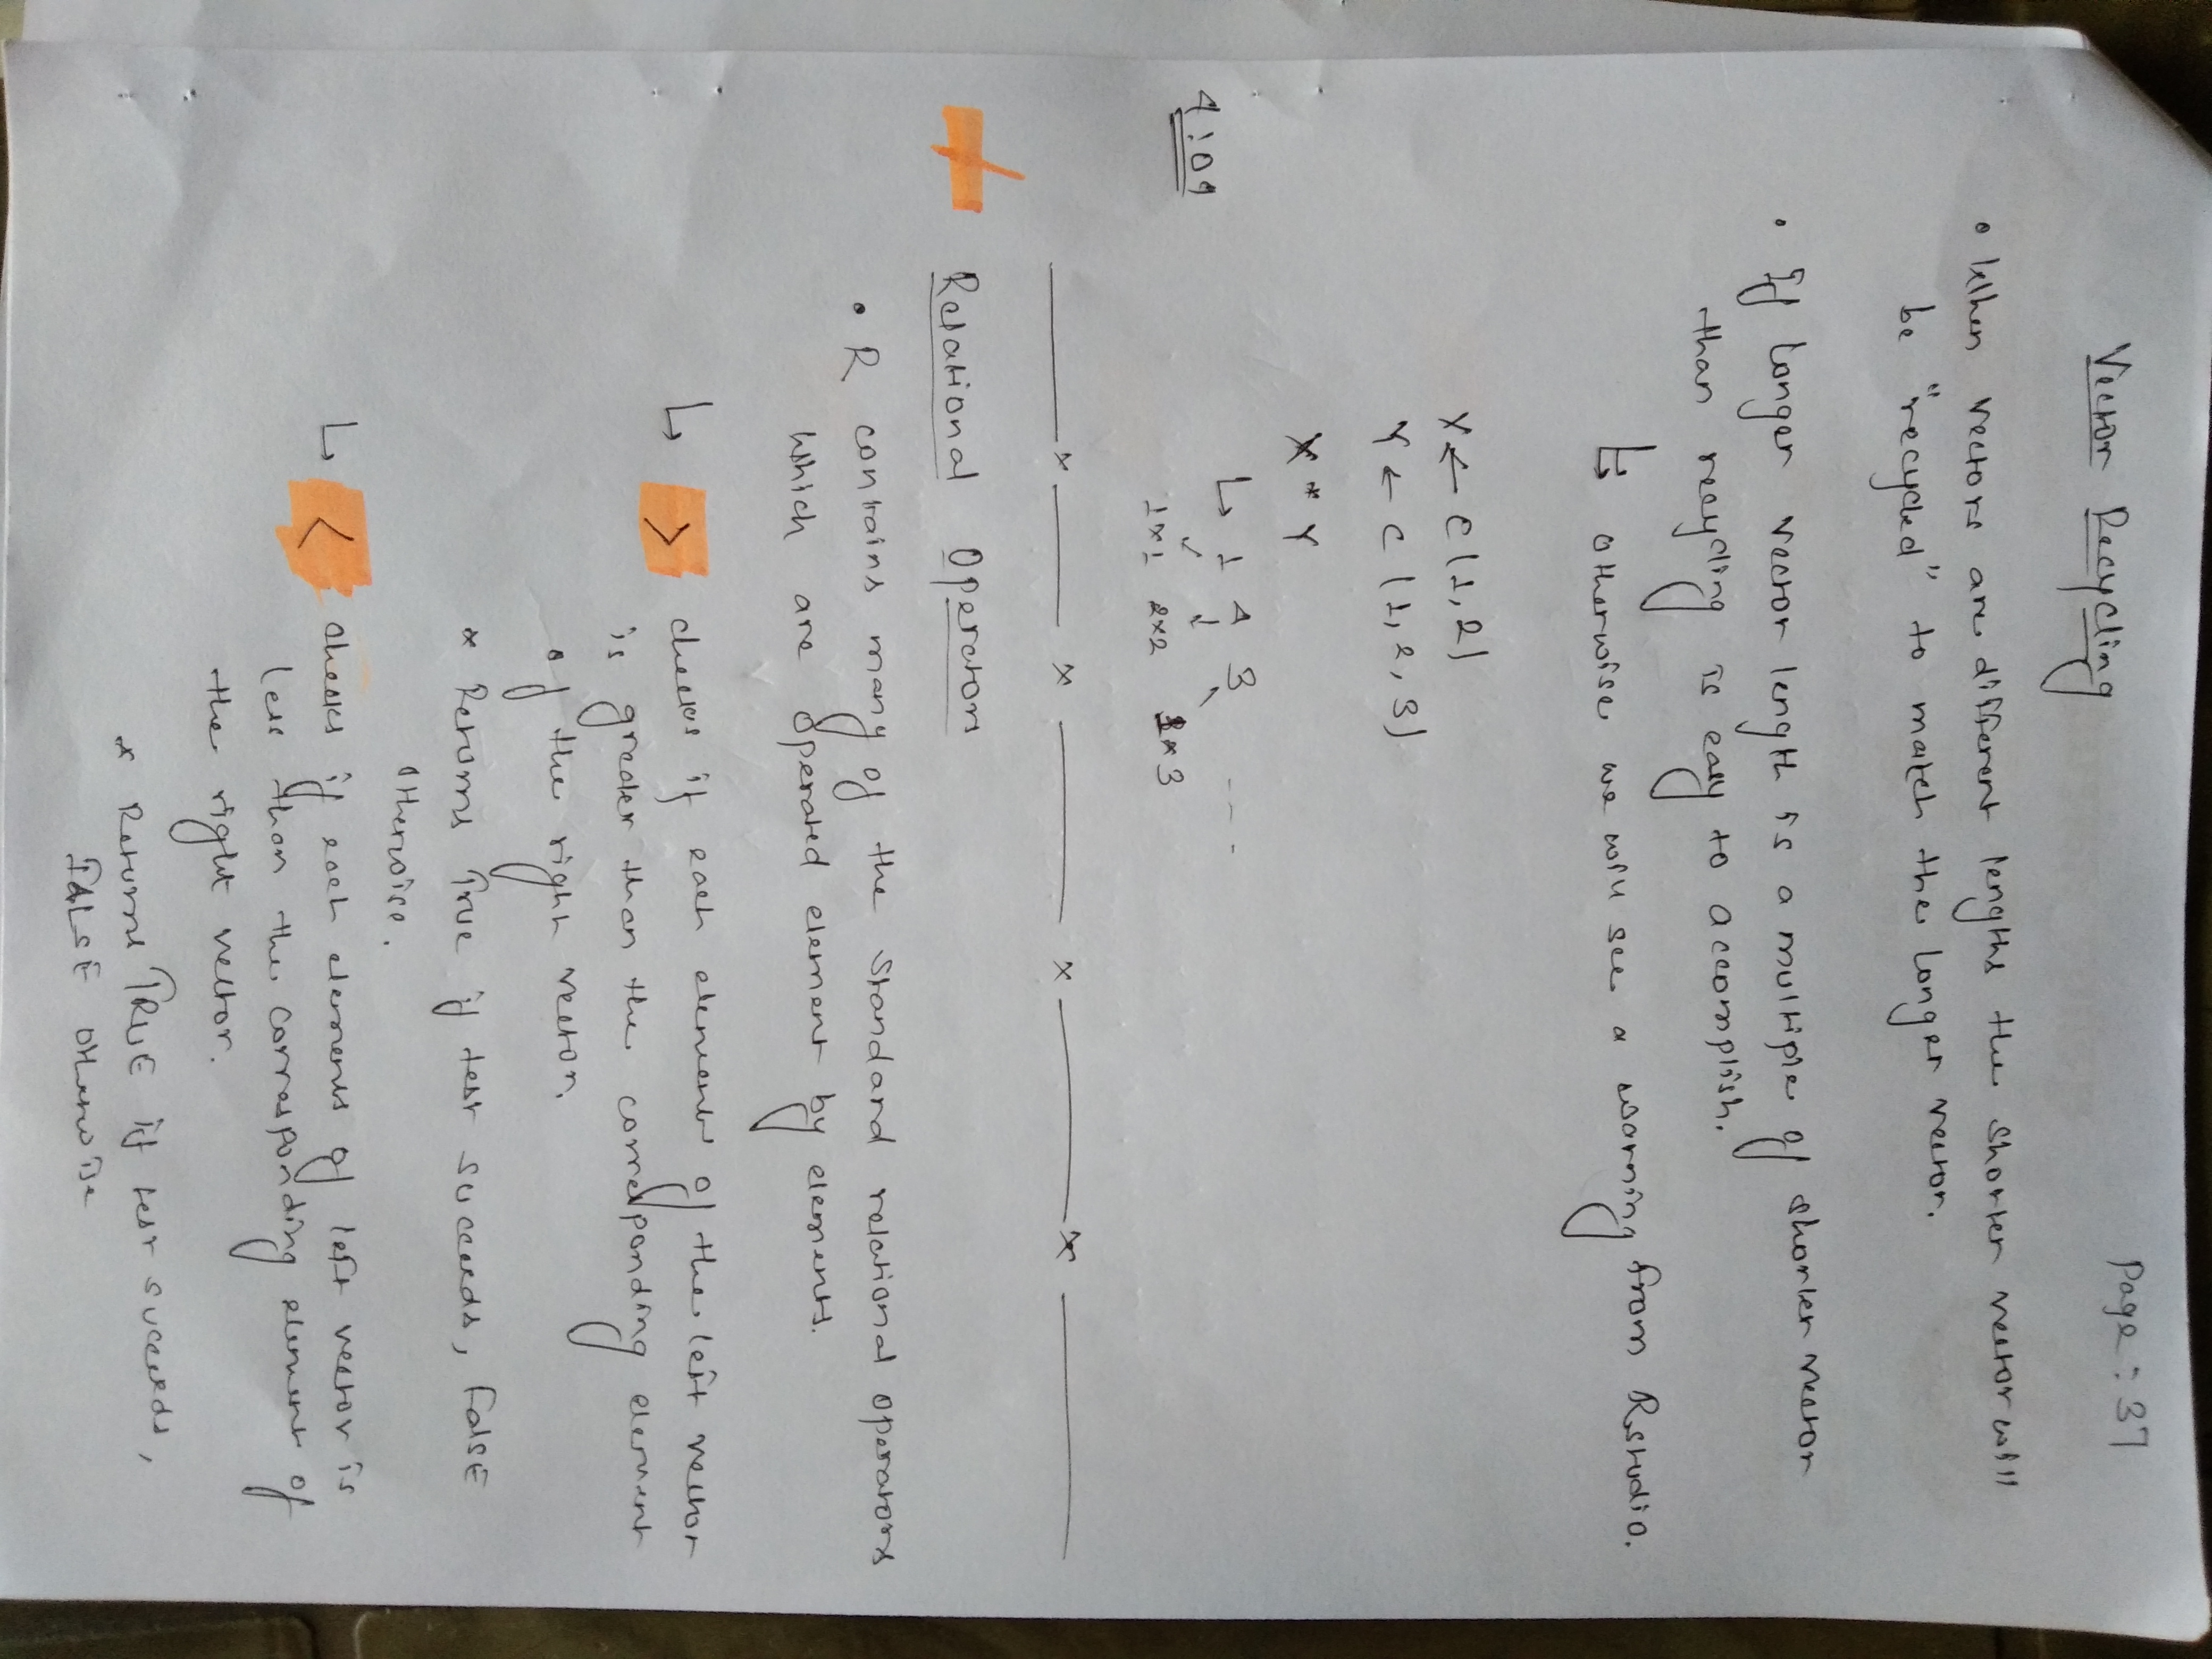 Vector Recycling
Page: 37
• When vectors are different lengths the shorter vector will
be "recycled" to match the longer vector.
• If longer vector length is a multiple of shorter vector
than recycling is easy to accomplish.
↳ otherwise we will see a warning from Rstudio.
X ← c(1,2)
Y ← c(1,2,3)
X * Y
↳ 1 4 3 ....
1x1 2x2 1x3
4:09
x x x x
Relational Operators
• R contains many of the standard relational operators
which are operated element by elements.
↳ > checks if each element of the left vector
is greater than the corresponding element
of the right vector.
* Returns True if test succeeds, FalsE
otherwise.
↳ < checks if each elements of left vector is
less than the corresponding element of
the right vector.
* Returns TRUE if test succeeds,
FALSE otherwise